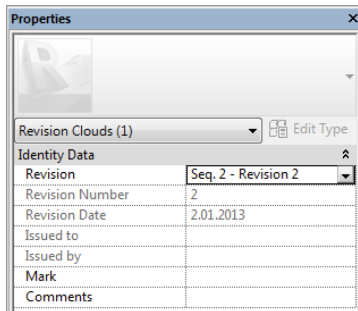 Properties
Revision Clouds (1)
Edit Type
Identity Data
Revision Seq. 2 - Revision 2
Revision Number 2
Revision Date 2.01.2013
Issued to
Issued by
Mark
Comments